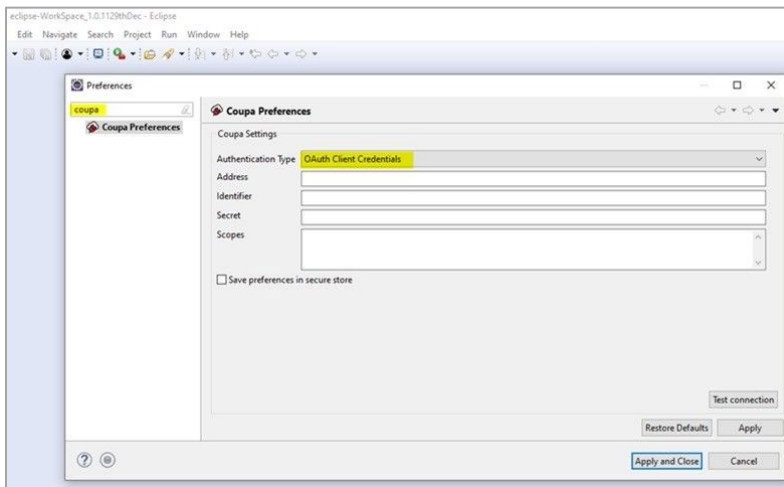 eclipse-WorkSpace_1.0.1129thDec - Eclipse
Edit Navigate Search Project Run Window Help
Preferences
coupa
Coupa Preferences
Coupa Preferences
Coupa Settings
Authentication Type OAuth Client Credentials
Address
Identifier
Secret
Scopes
Save preferences in secure store
Test connection
Restore Defaults Apply
? Apply and Close Cancel